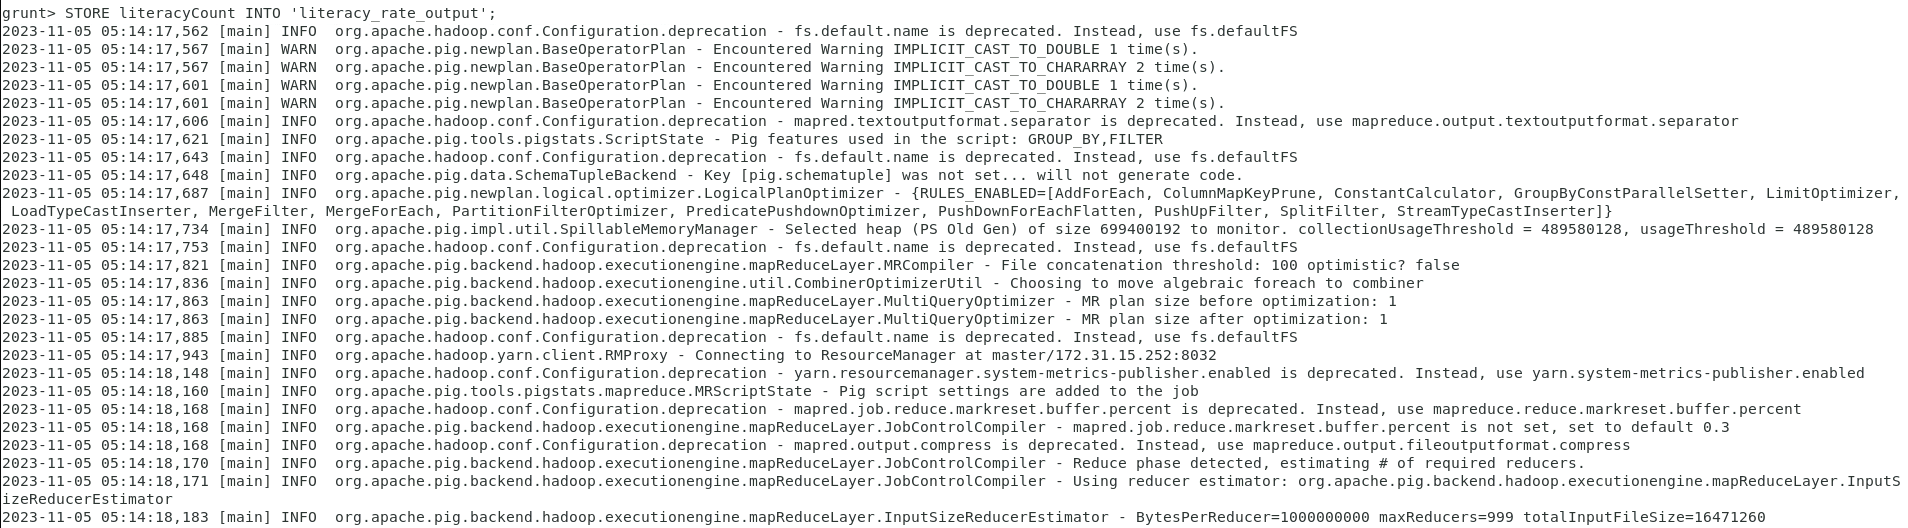 grunt> STORE literacyCount INTO 'literacy_rate_output';
2023-11-05 05:14:17,562 [main] INFO  org.apache.hadoop.conf.Configuration.deprecation - fs.default.name is deprecated. Instead, use fs.defaultFS
2023-11-05 05:14:17,567 [main] WARN  org.apache.pig.newplan.BaseOperatorPlan - Encountered Warning IMPLICIT_CAST_TO_DOUBLE 1 time(s).
2023-11-05 05:14:17,567 [main] WARN  org.apache.pig.newplan.BaseOperatorPlan - Encountered Warning IMPLICIT_CAST_TO_CHARARRAY 2 time(s).
2023-11-05 05:14:17,601 [main] WARN  org.apache.pig.newplan.BaseOperatorPlan - Encountered Warning IMPLICIT_CAST_TO_DOUBLE 1 time(s).
2023-11-05 05:14:17,601 [main] WARN  org.apache.pig.newplan.BaseOperatorPlan - Encountered Warning IMPLICIT_CAST_TO_CHARARRAY 2 time(s).
2023-11-05 05:14:17,606 [main] INFO  org.apache.hadoop.conf.Configuration.deprecation - mapred.textoutputformat.separator is deprecated. Instead, use mapreduce.output.textoutputformat.separator
2023-11-05 05:14:17,621 [main] INFO  org.apache.pig.tools.pigstats.ScriptState - Pig features used in the script: GROUP_BY,FILTER
2023-11-05 05:14:17,643 [main] INFO  org.apache.hadoop.conf.Configuration.deprecation - fs.default.name is deprecated. Instead, use fs.defaultFS
2023-11-05 05:14:17,648 [main] INFO  org.apache.pig.data.SchemaTupleBackend - Key [pig.schematuple] was not set... will not generate code.
2023-11-05 05:14:17,687 [main] INFO  org.apache.pig.newplan.logical.optimizer.LogicalPlanOptimizer - {RULES_ENABLED=[AddForEach, ColumnMapKeyPrune, ConstantCalculator, GroupByConstParallelSetter, LimitOptimizer,
 LoadTypeCastInserter, MergeFilter, MergeForEach, PartitionFilterOptimizer, PredicatePushdownOptimizer, PushDownForEachFlatten, PushUpFilter, SplitFilter, StreamTypeCastInserter]}
2023-11-05 05:14:17,734 [main] INFO  org.apache.pig.impl.util.SpillableMemoryManager - Selected heap (PS Old Gen) of size 699400192 to monitor. collectionUsageThreshold = 489580128, usageThreshold = 489580128
2023-11-05 05:14:17,753 [main] INFO  org.apache.hadoop.conf.Configuration.deprecation - fs.default.name is deprecated. Instead, use fs.defaultFS
2023-11-05 05:14:17,821 [main] INFO  org.apache.pig.backend.hadoop.executionengine.mapReduceLayer.MRCompiler - File concatenation threshold: 100 optimistic? false
2023-11-05 05:14:17,836 [main] INFO  org.apache.pig.backend.hadoop.executionengine.util.CombinerOptimizerUtil - Choosing to move algebraic foreach to combiner
2023-11-05 05:14:17,863 [main] INFO  org.apache.pig.backend.hadoop.executionengine.mapReduceLayer.MultiQueryOptimizer - MR plan size before optimization: 1
2023-11-05 05:14:17,863 [main] INFO  org.apache.pig.backend.hadoop.executionengine.mapReduceLayer.MultiQueryOptimizer - MR plan size after optimization: 1
2023-11-05 05:14:17,885 [main] INFO  org.apache.hadoop.conf.Configuration.deprecation - fs.default.name is deprecated. Instead, use fs.defaultFS
2023-11-05 05:14:17,943 [main] INFO  org.apache.hadoop.yarn.client.RMProxy - Connecting to ResourceManager at master/172.31.15.252:8032
2023-11-05 05:14:18,148 [main] INFO  org.apache.hadoop.conf.Configuration.deprecation - yarn.resourcemanager.system-metrics-publisher.enabled is deprecated. Instead, use yarn.system-metrics-publisher.enabled
2023-11-05 05:14:18,160 [main] INFO  org.apache.pig.tools.pigstats.mapreduce.MRScriptState - Pig script settings are added to the job
2023-11-05 05:14:18,168 [main] INFO  org.apache.hadoop.conf.Configuration.deprecation - mapred.job.reduce.markreset.buffer.percent is deprecated. Instead, use mapreduce.reduce.markreset.buffer.percent
2023-11-05 05:14:18,168 [main] INFO  org.apache.pig.backend.hadoop.executionengine.mapReduceLayer.JobControlCompiler - mapred.job.reduce.markreset.buffer.percent is not set, set to default 0.3
2023-11-05 05:14:18,168 [main] INFO  org.apache.hadoop.conf.Configuration.deprecation - mapred.output.compress is deprecated. Instead, use mapreduce.output.fileoutputformat.compress
2023-11-05 05:14:18,170 [main] INFO  org.apache.pig.backend.hadoop.executionengine.mapReduceLayer.JobControlCompiler - Reduce phase detected, estimating # of required reducers.
2023-11-05 05:14:18,171 [main] INFO  org.apache.pig.backend.hadoop.executionengine.mapReduceLayer.JobControlCompiler - Using reducer estimator: org.apache.pig.backend.hadoop.executionengine.mapReduceLayer.InputS
izeReducerEstimator
2023-11-05 05:14:18,183 [main] INFO  org.apache.pig.backend.hadoop.executionengine.mapReduceLayer.InputSizeReducerEstimator - BytesPerReducer=1000000000 maxReducers=999 totalInputFileSize=16471260